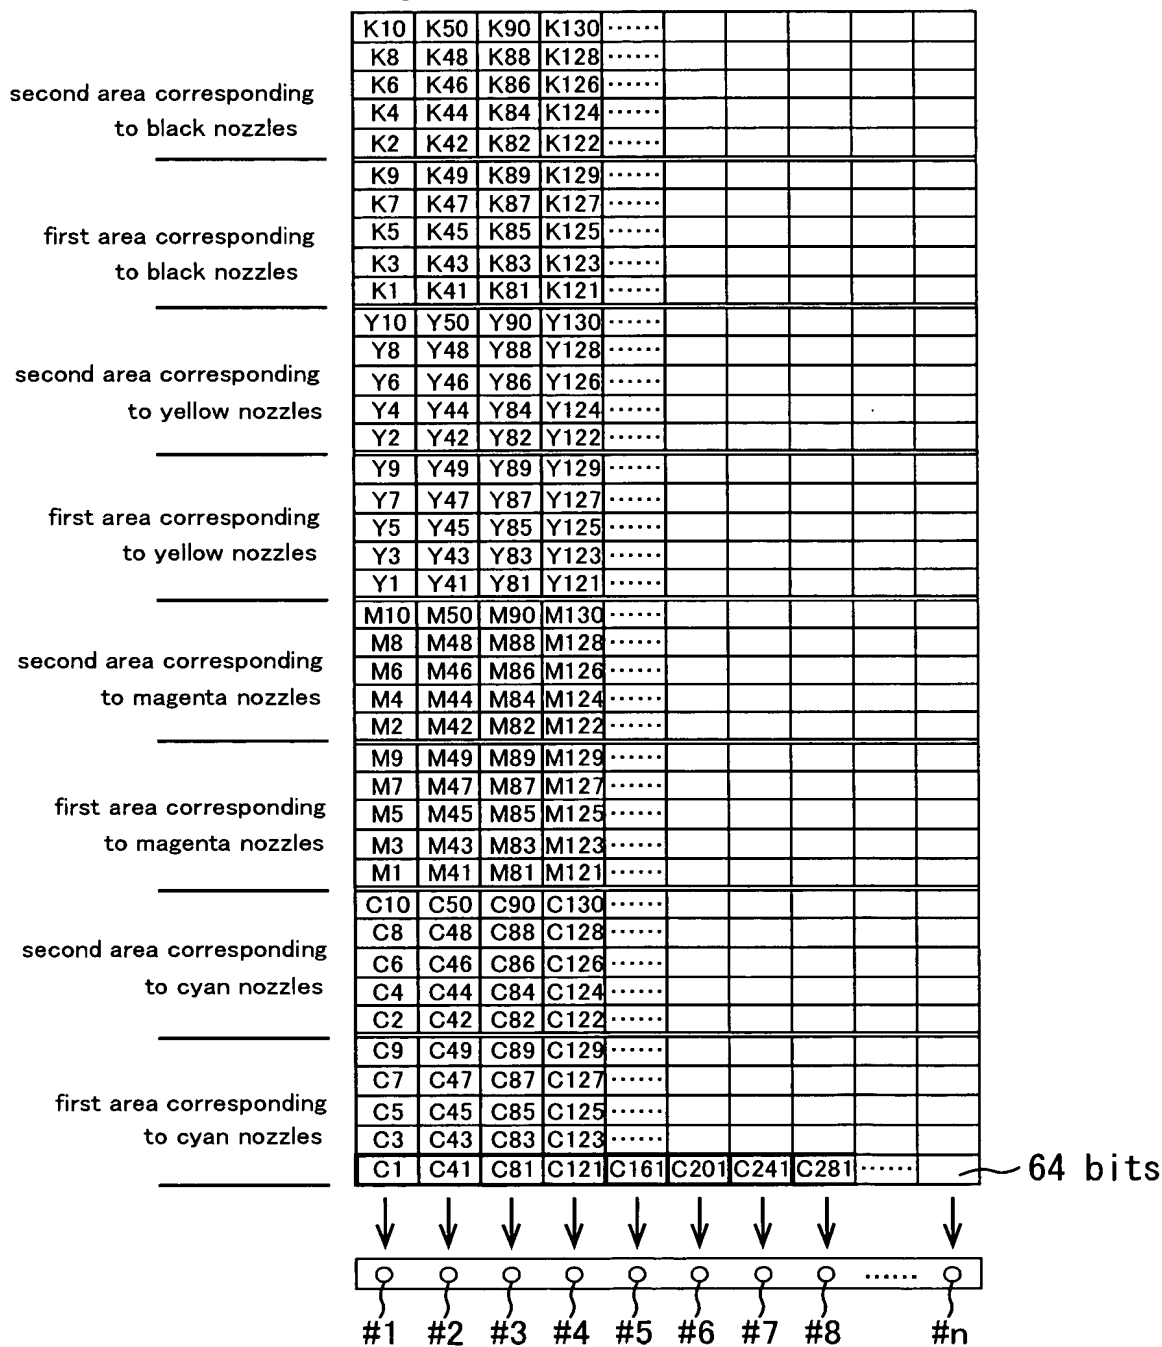 K10 K50 K90 K130 ......
K8 K48 K88 K128 ......
second area corresponding
K6 K46 K86 K126 ......
to black nozzles
K4 K44 K84 K124 ......
K2 K42 K82 K122 ......
K9 K49 K89 K129 ......
K7 K47 K87 K127 ......
first area corresponding
K5 K45 K85 K125 ......
to black nozzles
K3 K43 K83 K123 ......
K1 K41 K81 K121 ......
Y10 Y50 Y90 Y130 ......
Y8 Y48 Y88 Y128 ......
second area corresponding
Y6 Y46 Y86 Y126 ......
to yellow nozzles
Y4 Y44 Y84 Y124 ......
Y2 Y42 Y82 Y122 ......
Y9 Y49 Y89 Y129 ......
Y7 Y47 Y87 Y127 ......
first area corresponding
Y5 Y45 Y85 Y125 ......
to yellow nozzles
Y3 Y43 Y83 Y123 ......
Y1 Y41 Y81 Y121 ......
M10 M50 M90 M130 ......
M8 M48 M88 M128 ......
second area corresponding
M6 M46 M86 M126 ......
to magenta nozzles
M4 M44 M84 M124 ......
M2 M42 M82 M122 ......
M9 M49 M89 M129 ......
M7 M47 M87 M127 ......
first area corresponding
M5 M45 M85 M125 ......
to magenta nozzles
M3 M43 M83 M123 ......
M1 M41 M81 M121 ......
C10 C50 C90 C130 ......
C8 C48 C88 C128 ......
second area corresponding
C6 C46 C86 C126 ......
to cyan nozzles
C4 C44 C84 C124 ......
C2 C42 C82 C122 ......
C9 C49 C89 C129 ......
C7 C47 C87 C127 ......
first area corresponding
C5 C45 C85 C125 ......
to cyan nozzles
C3 C43 C83 C123 ......
C1 C41 C81 C121 C161 C201 C241 C281 ...... 64 bits
......
#1 #2 #3 #4 #5 #6 #7 #8 #n